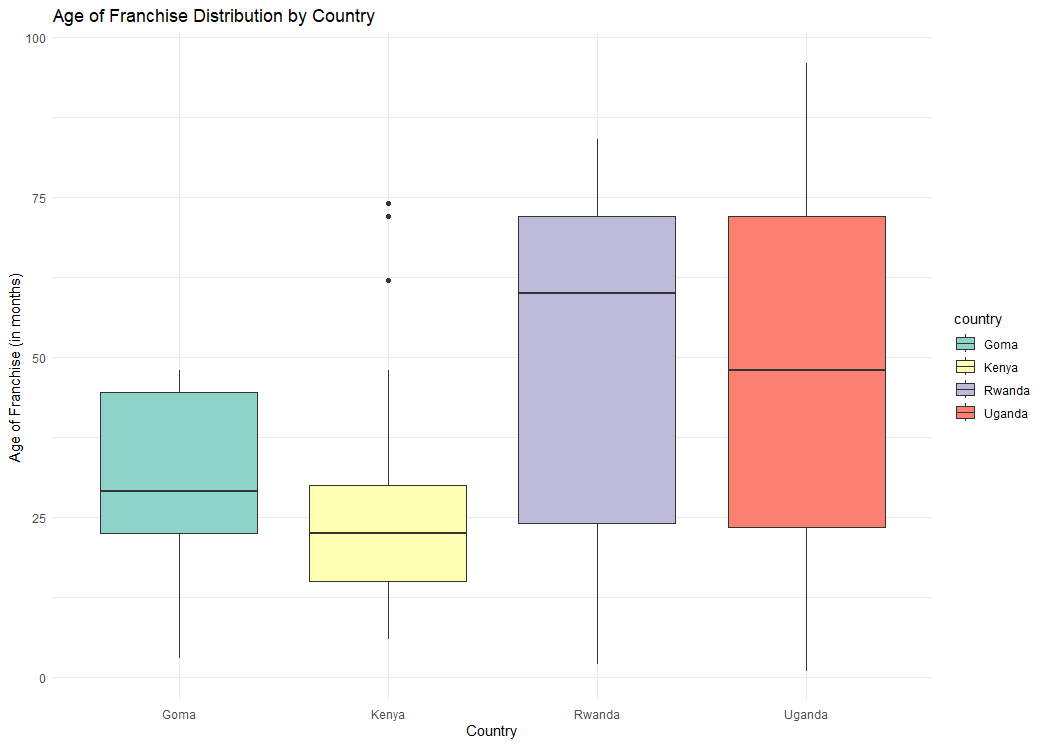 Age of Franchise Distribution by Country
Age of Franchise (in months)
100
75
50
25
0
Goma
Kenya
Rwanda
Uganda
Country
country
Goma
Kenya
Rwanda
Uganda